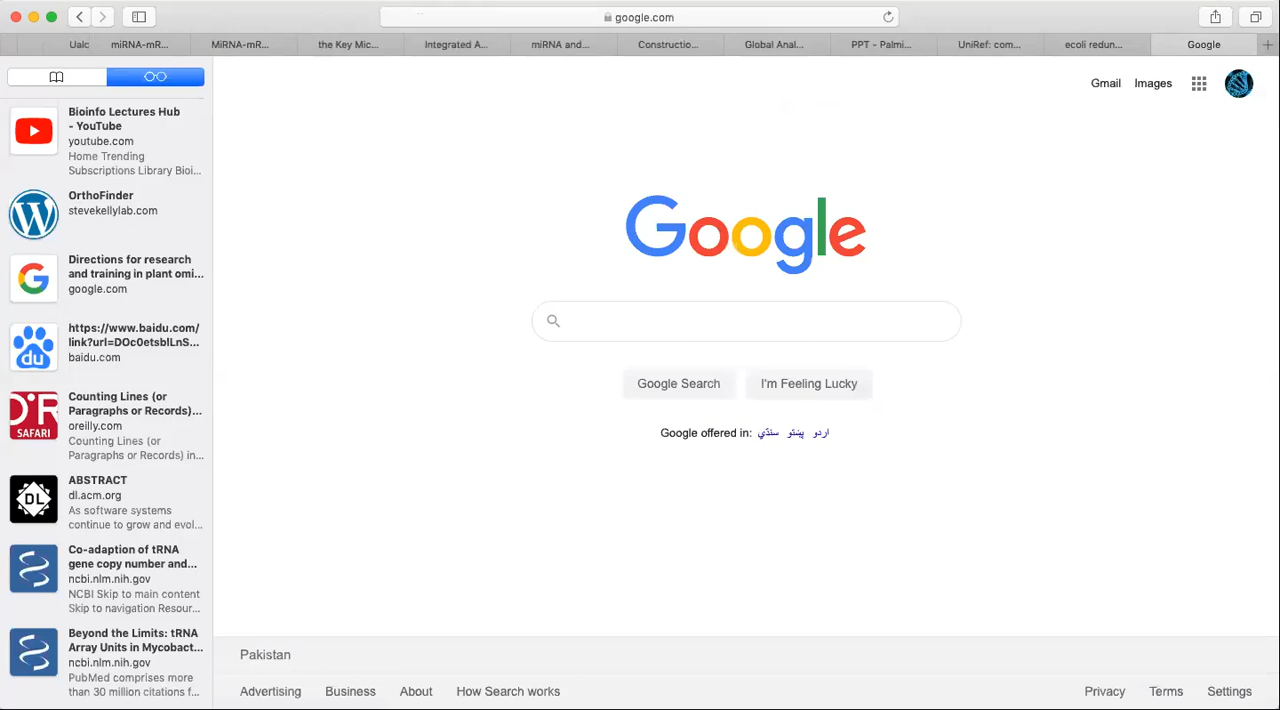 google.com
Ualc
miRNA-mR...
MiRNA-mR...
the Key Mic...
Integrated A...
miRNA and...
Constructio...
Global Anal...
PPT - Palmi...
UniRef: com...
ecoli redun...
Google
Bioinfo Lectures Hub
- YouTube
youtube.com
Home Trending
Subscriptions Library Bioi...
OrthoFinder
stevekellylab.com
Directions for research
and training in plant omi...
google.com
https://www.baidu.com/
link?url=DOc0etsblLnS...
baidu.com
Counting Lines (or
Paragraphs or Records)...
oreilly.com
Counting Lines (or
Paragraphs or Records) in...
ABSTRACT
dl.acm.org
As software systems
continue to grow and evol...
Co-adaption of tRNA
gene copy number and...
ncbi.nlm.nih.gov
NCBI Skip to main content
Skip to navigation Resour...
Beyond the Limits: tRNA
Array Units in Mycobact...
ncbi.nlm.nih.gov
PubMed comprises more
than 30 million citations f...
du
O'R
SAFARI
DL
Gmail Images
Google
Google Search
I'm Feeling Lucky
Google offered in: اردو پښتو سنڌي
Pakistan
Advertising Business About How Search works
Privacy Terms Settings